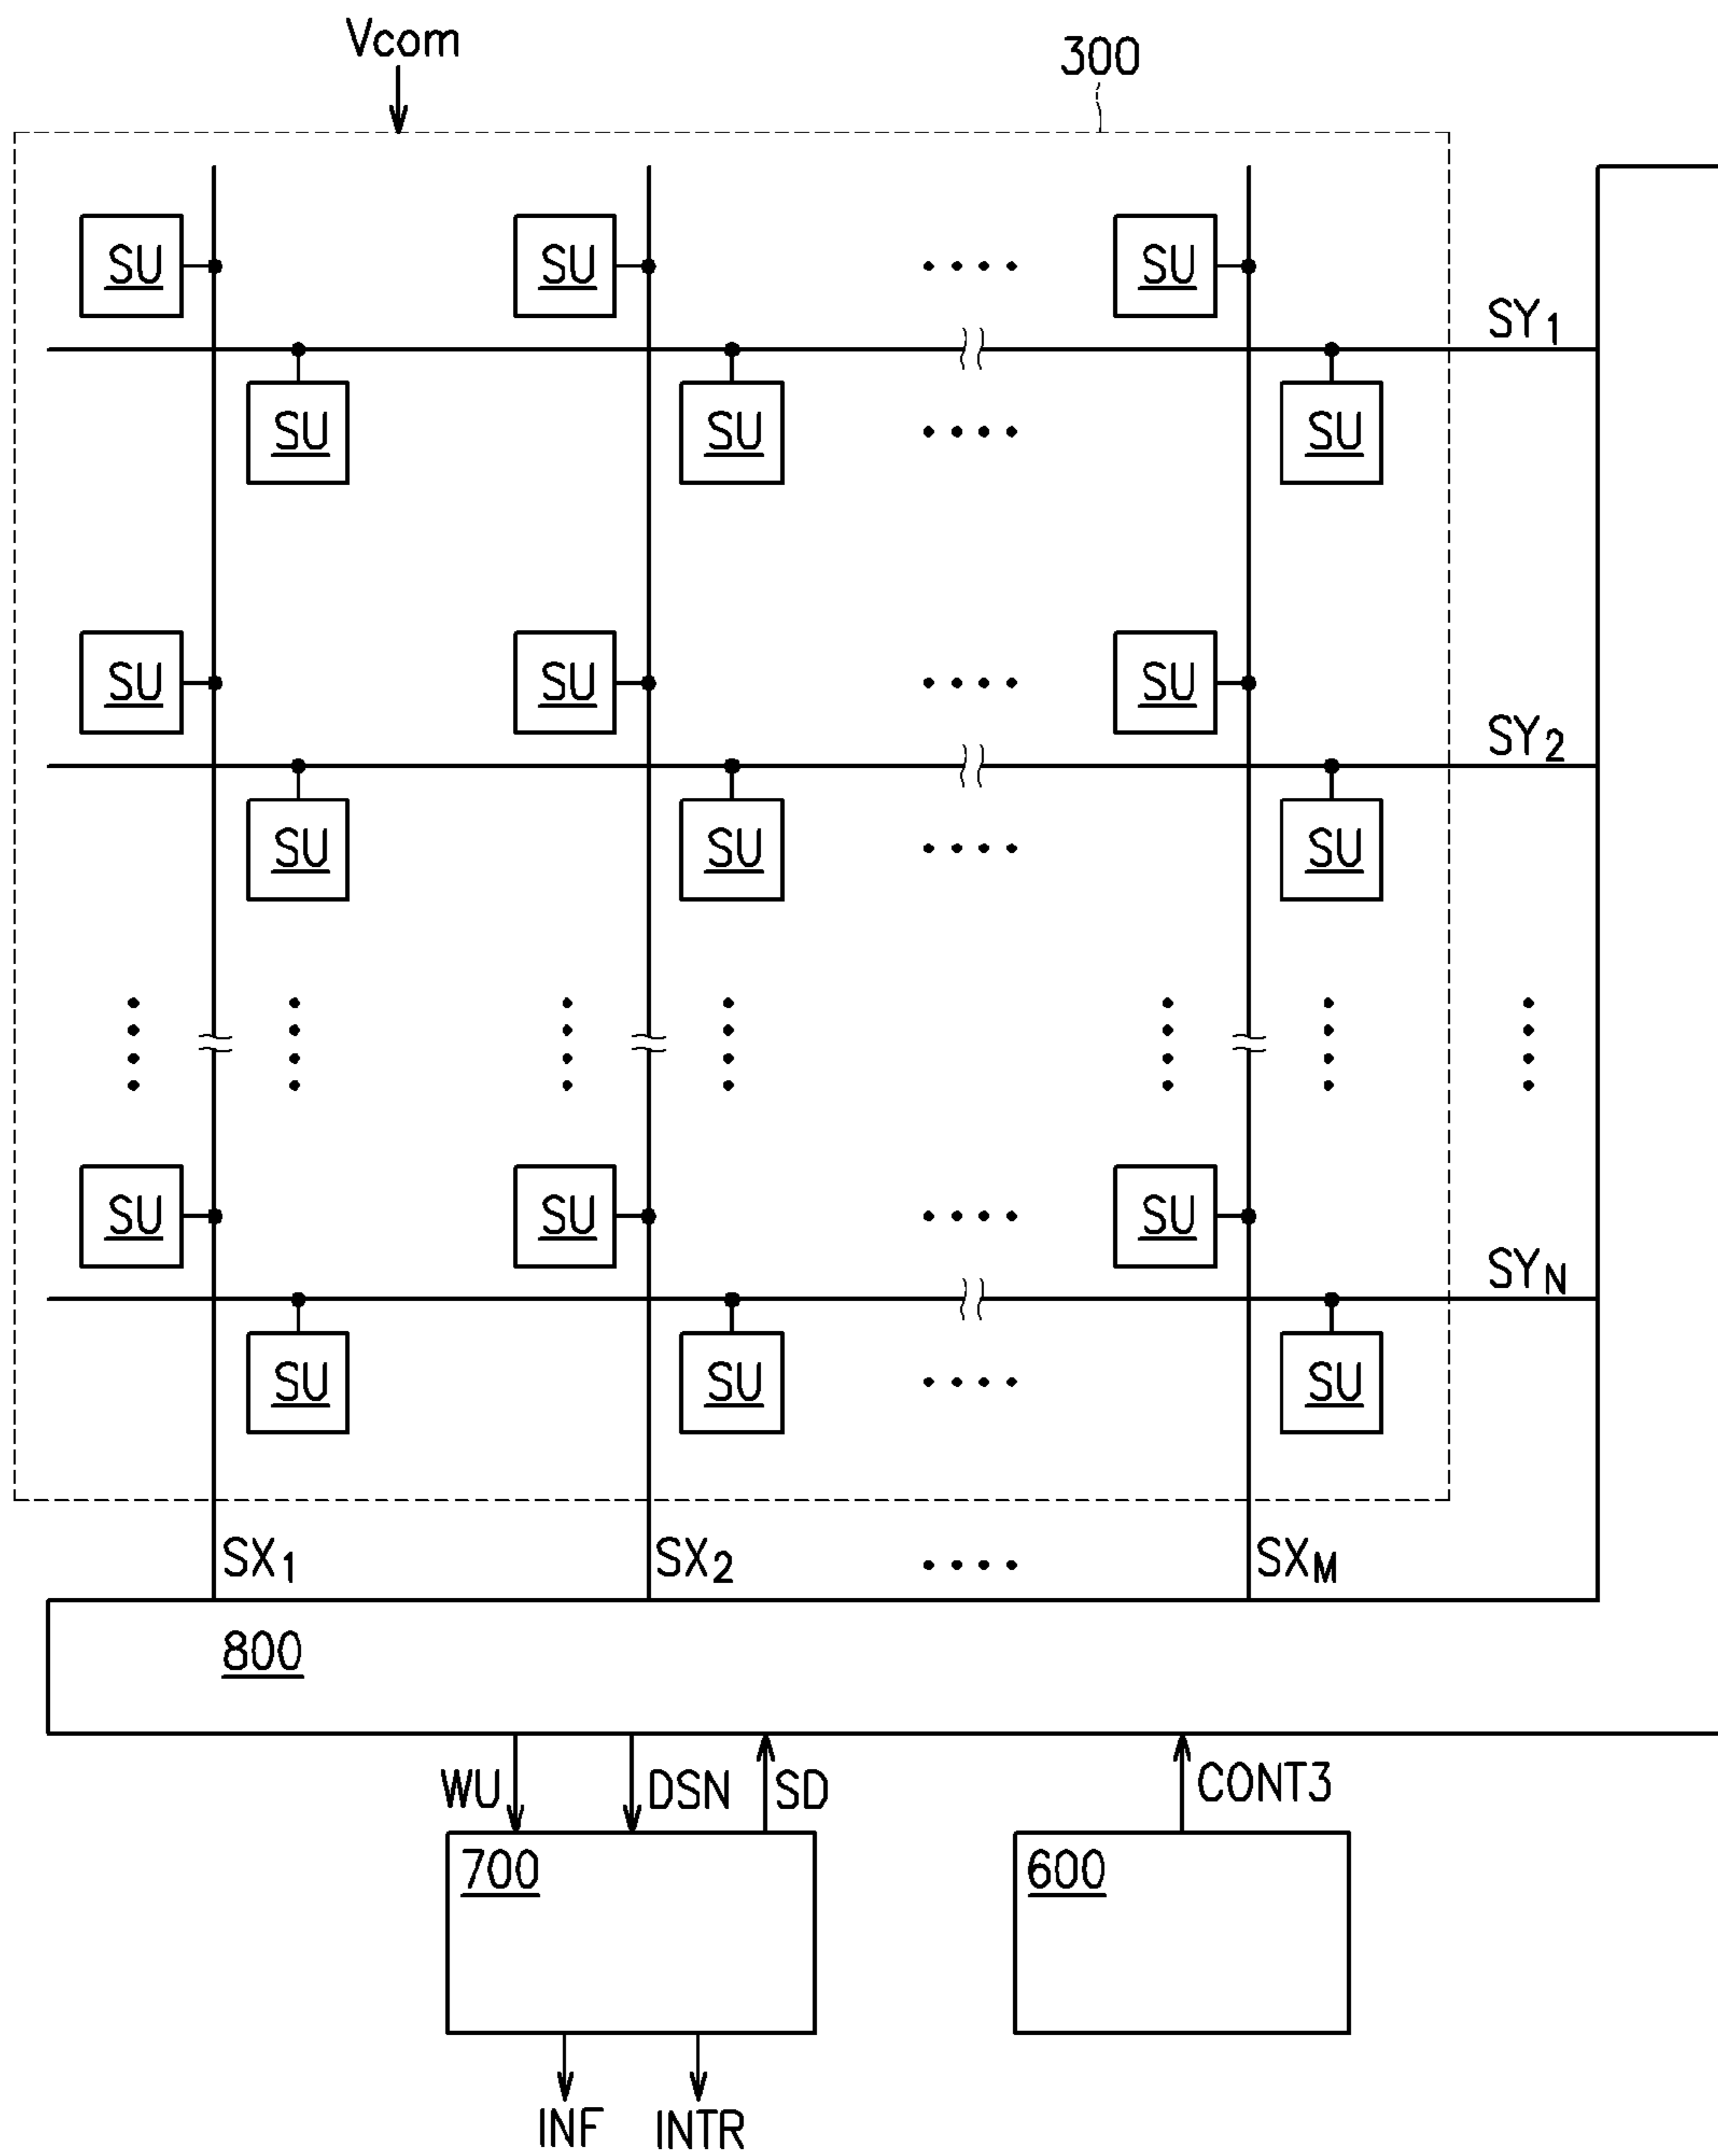 Vcom
300
SU SU SU
SY1
SU SU SU
SU SU SU
SY2
SU SU SU
SU SU SU
SYN
SU SU SU
SX1 SX2 SXM
800
WU DSN SD CONT3
700 600
INF INTR